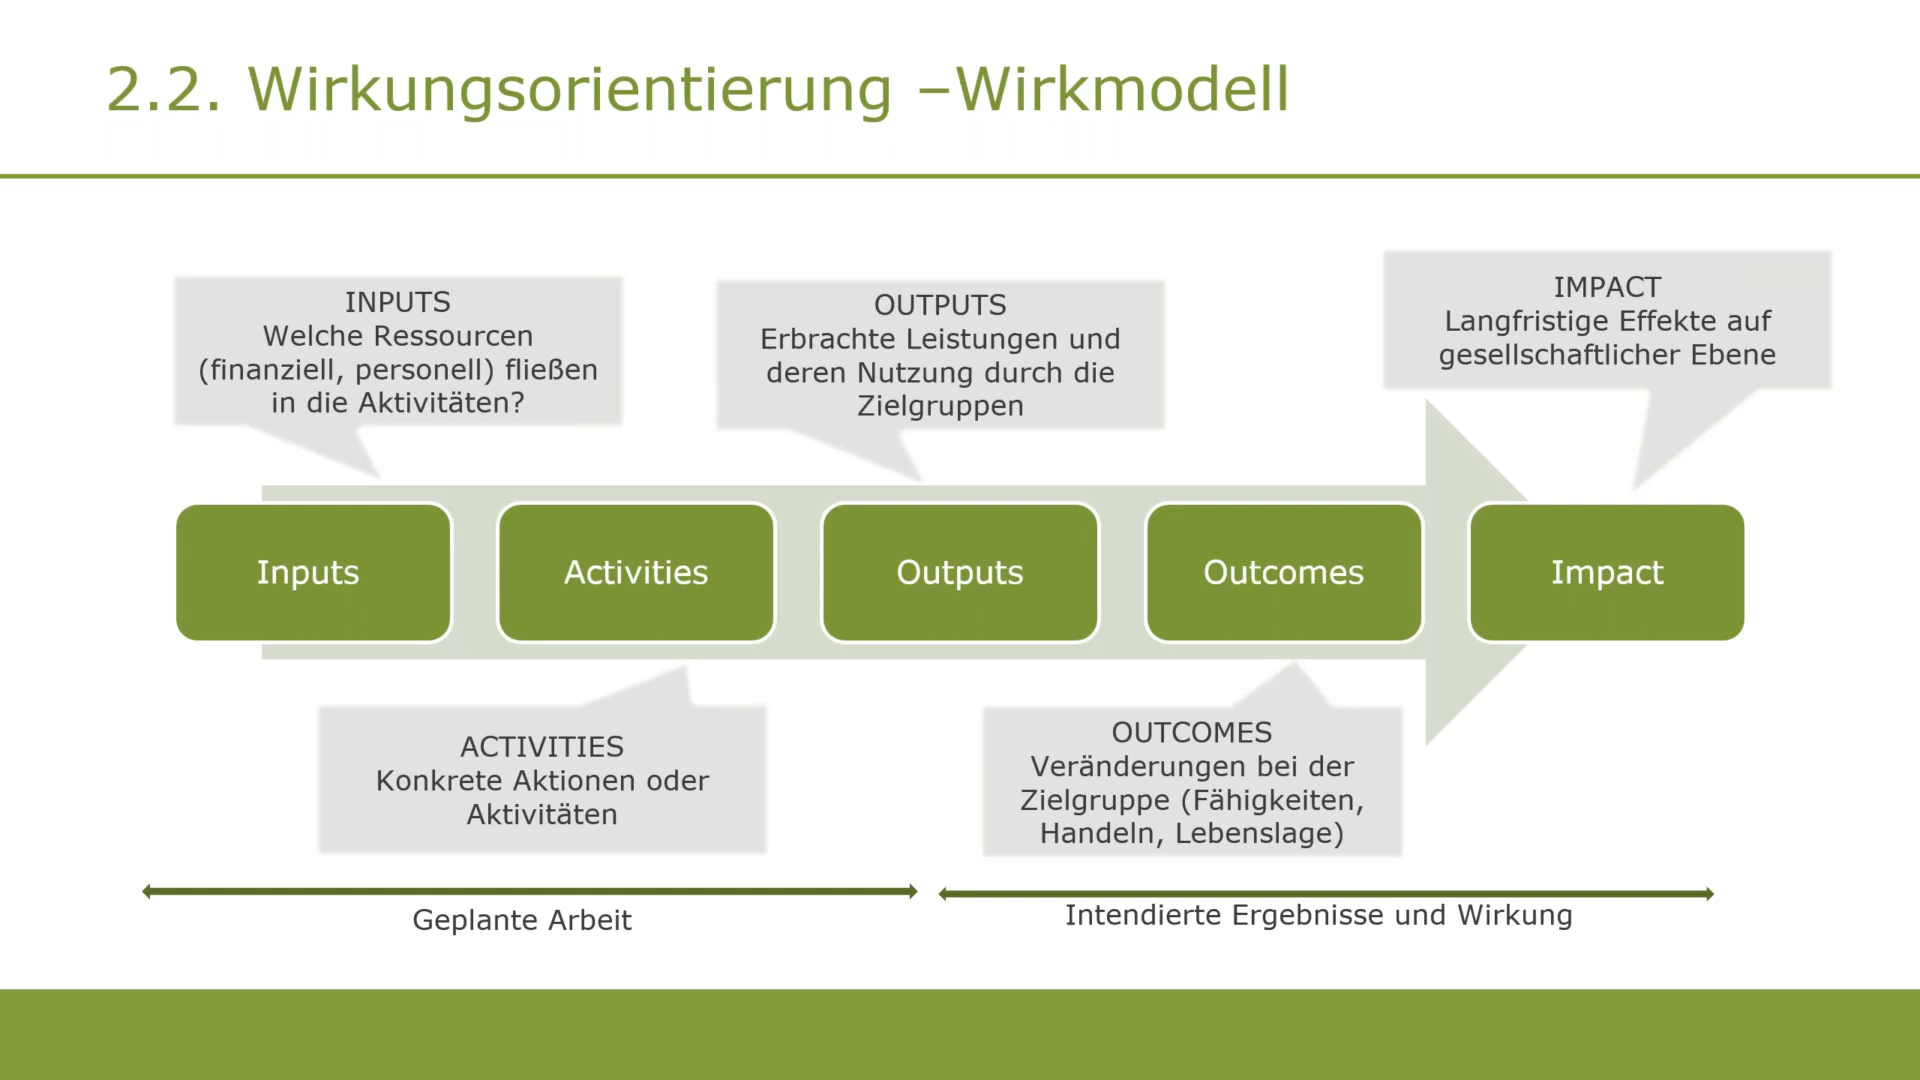 2.2. Wirkungsorientierung –Wirkmodell
INPUTS
Welche Ressourcen
(finanziell, personell) fließen
in die Aktivitäten?
OUTPUTS
Erbrachte Leistungen und
deren Nutzung durch die
Zielgruppen
IMPACT
Langfristige Effekte auf
gesellschaftlicher Ebene
Inputs
Activities
Outputs
Outcomes
Impact
ACTIVITIES
Konkrete Aktionen oder
Aktivitäten
OUTCOMES
Veränderungen bei der
Zielgruppe (Fähigkeiten,
Handeln, Lebenslage)
Geplante Arbeit
Intendierte Ergebnisse und Wirkung